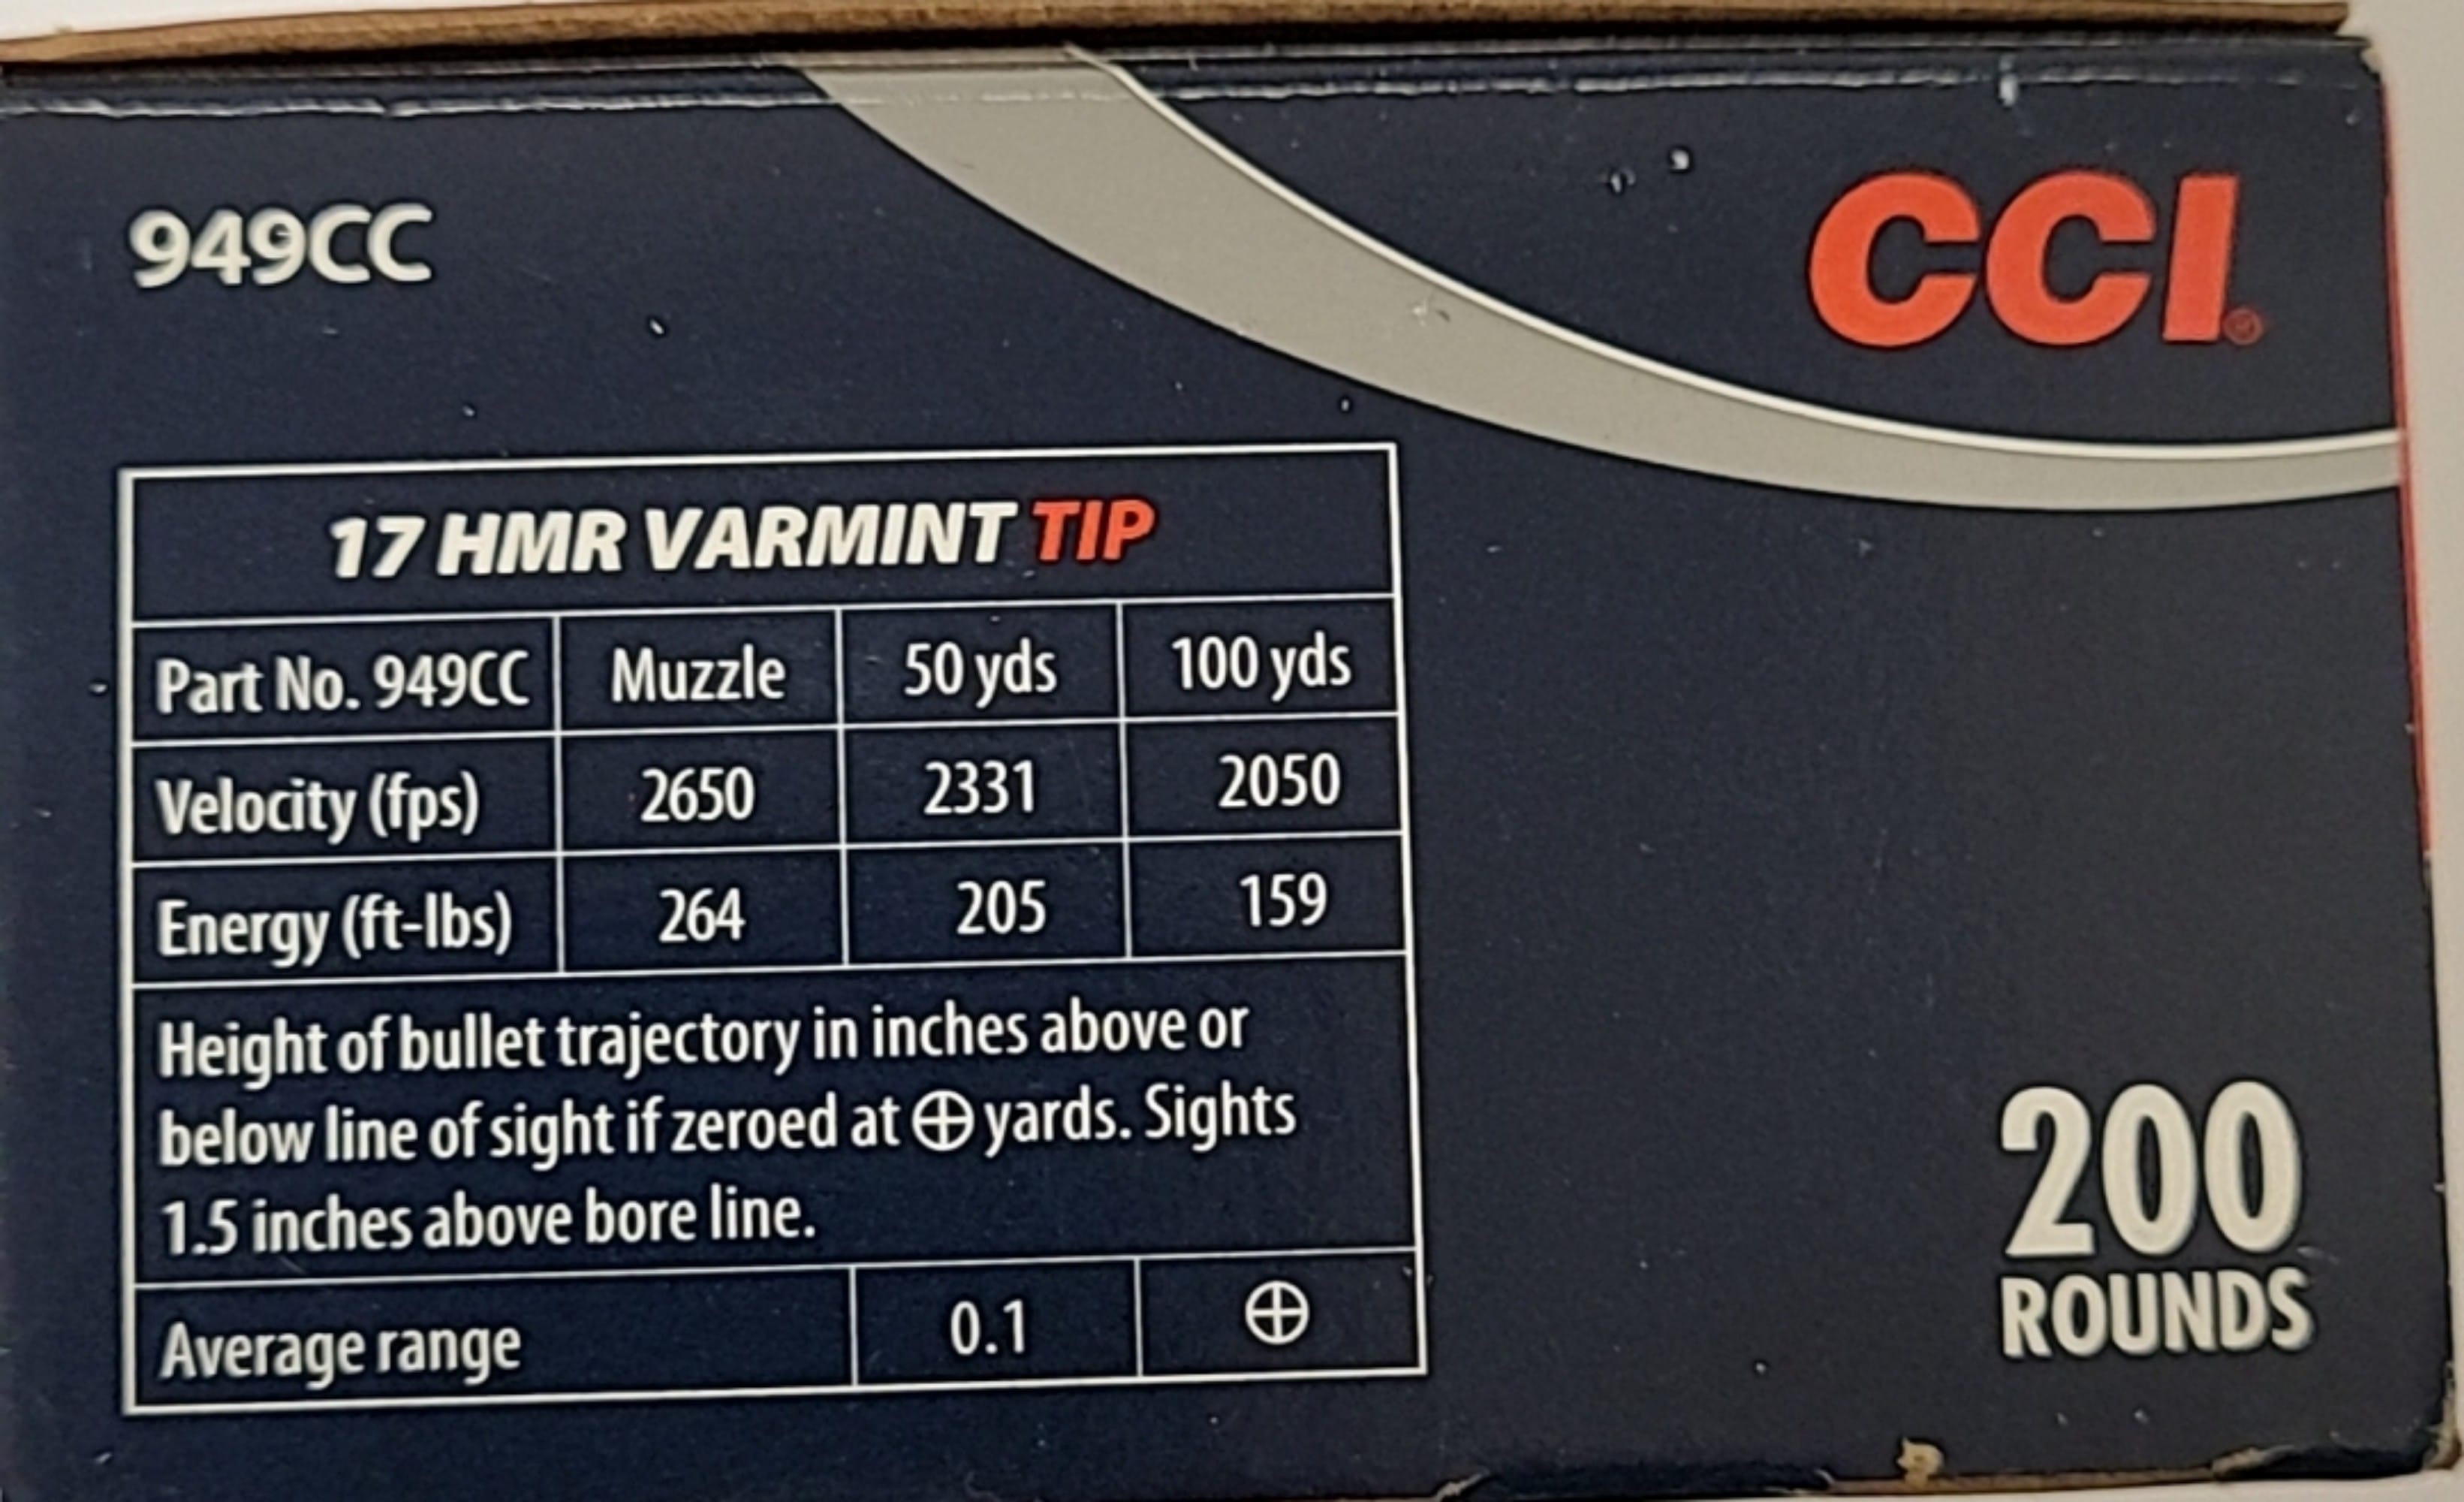 949CC
CCI®
17 HMR VARMINT TIP
Part No. 949CC Muzzle 50 yds 100 yds
Velocity (fps) 2650 2331 2050
Energy (ft-lbs) 264 205 159
Height of bullet trajectory in inches above or
below line of sight if zeroed at ⊕ yards. Sights
1.5 inches above bore line.
Average range 0.1 ⊕
200
ROUNDS